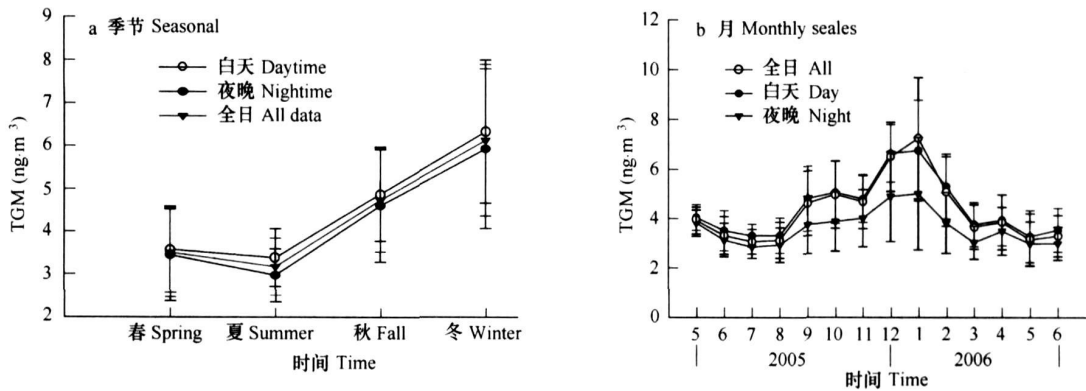 a 季节 Seasonal
白天 Daytime
夜晚 Nightime
全日 All data
TGM (ng·m⁻³)
9
8
7
6
5
4
3
2
春 Spring 夏 Summer 秋 Fall 冬 Winter
时间 Time
b 月 Monthly seales
全日 All
白天 Day
夜晚 Night
TGM (ng·m⁻³)
12
10
8
6
4
2
0
5 6 7 8 9 10 11 12 1 2 3 4 5 6
2005 2006
时间 Time